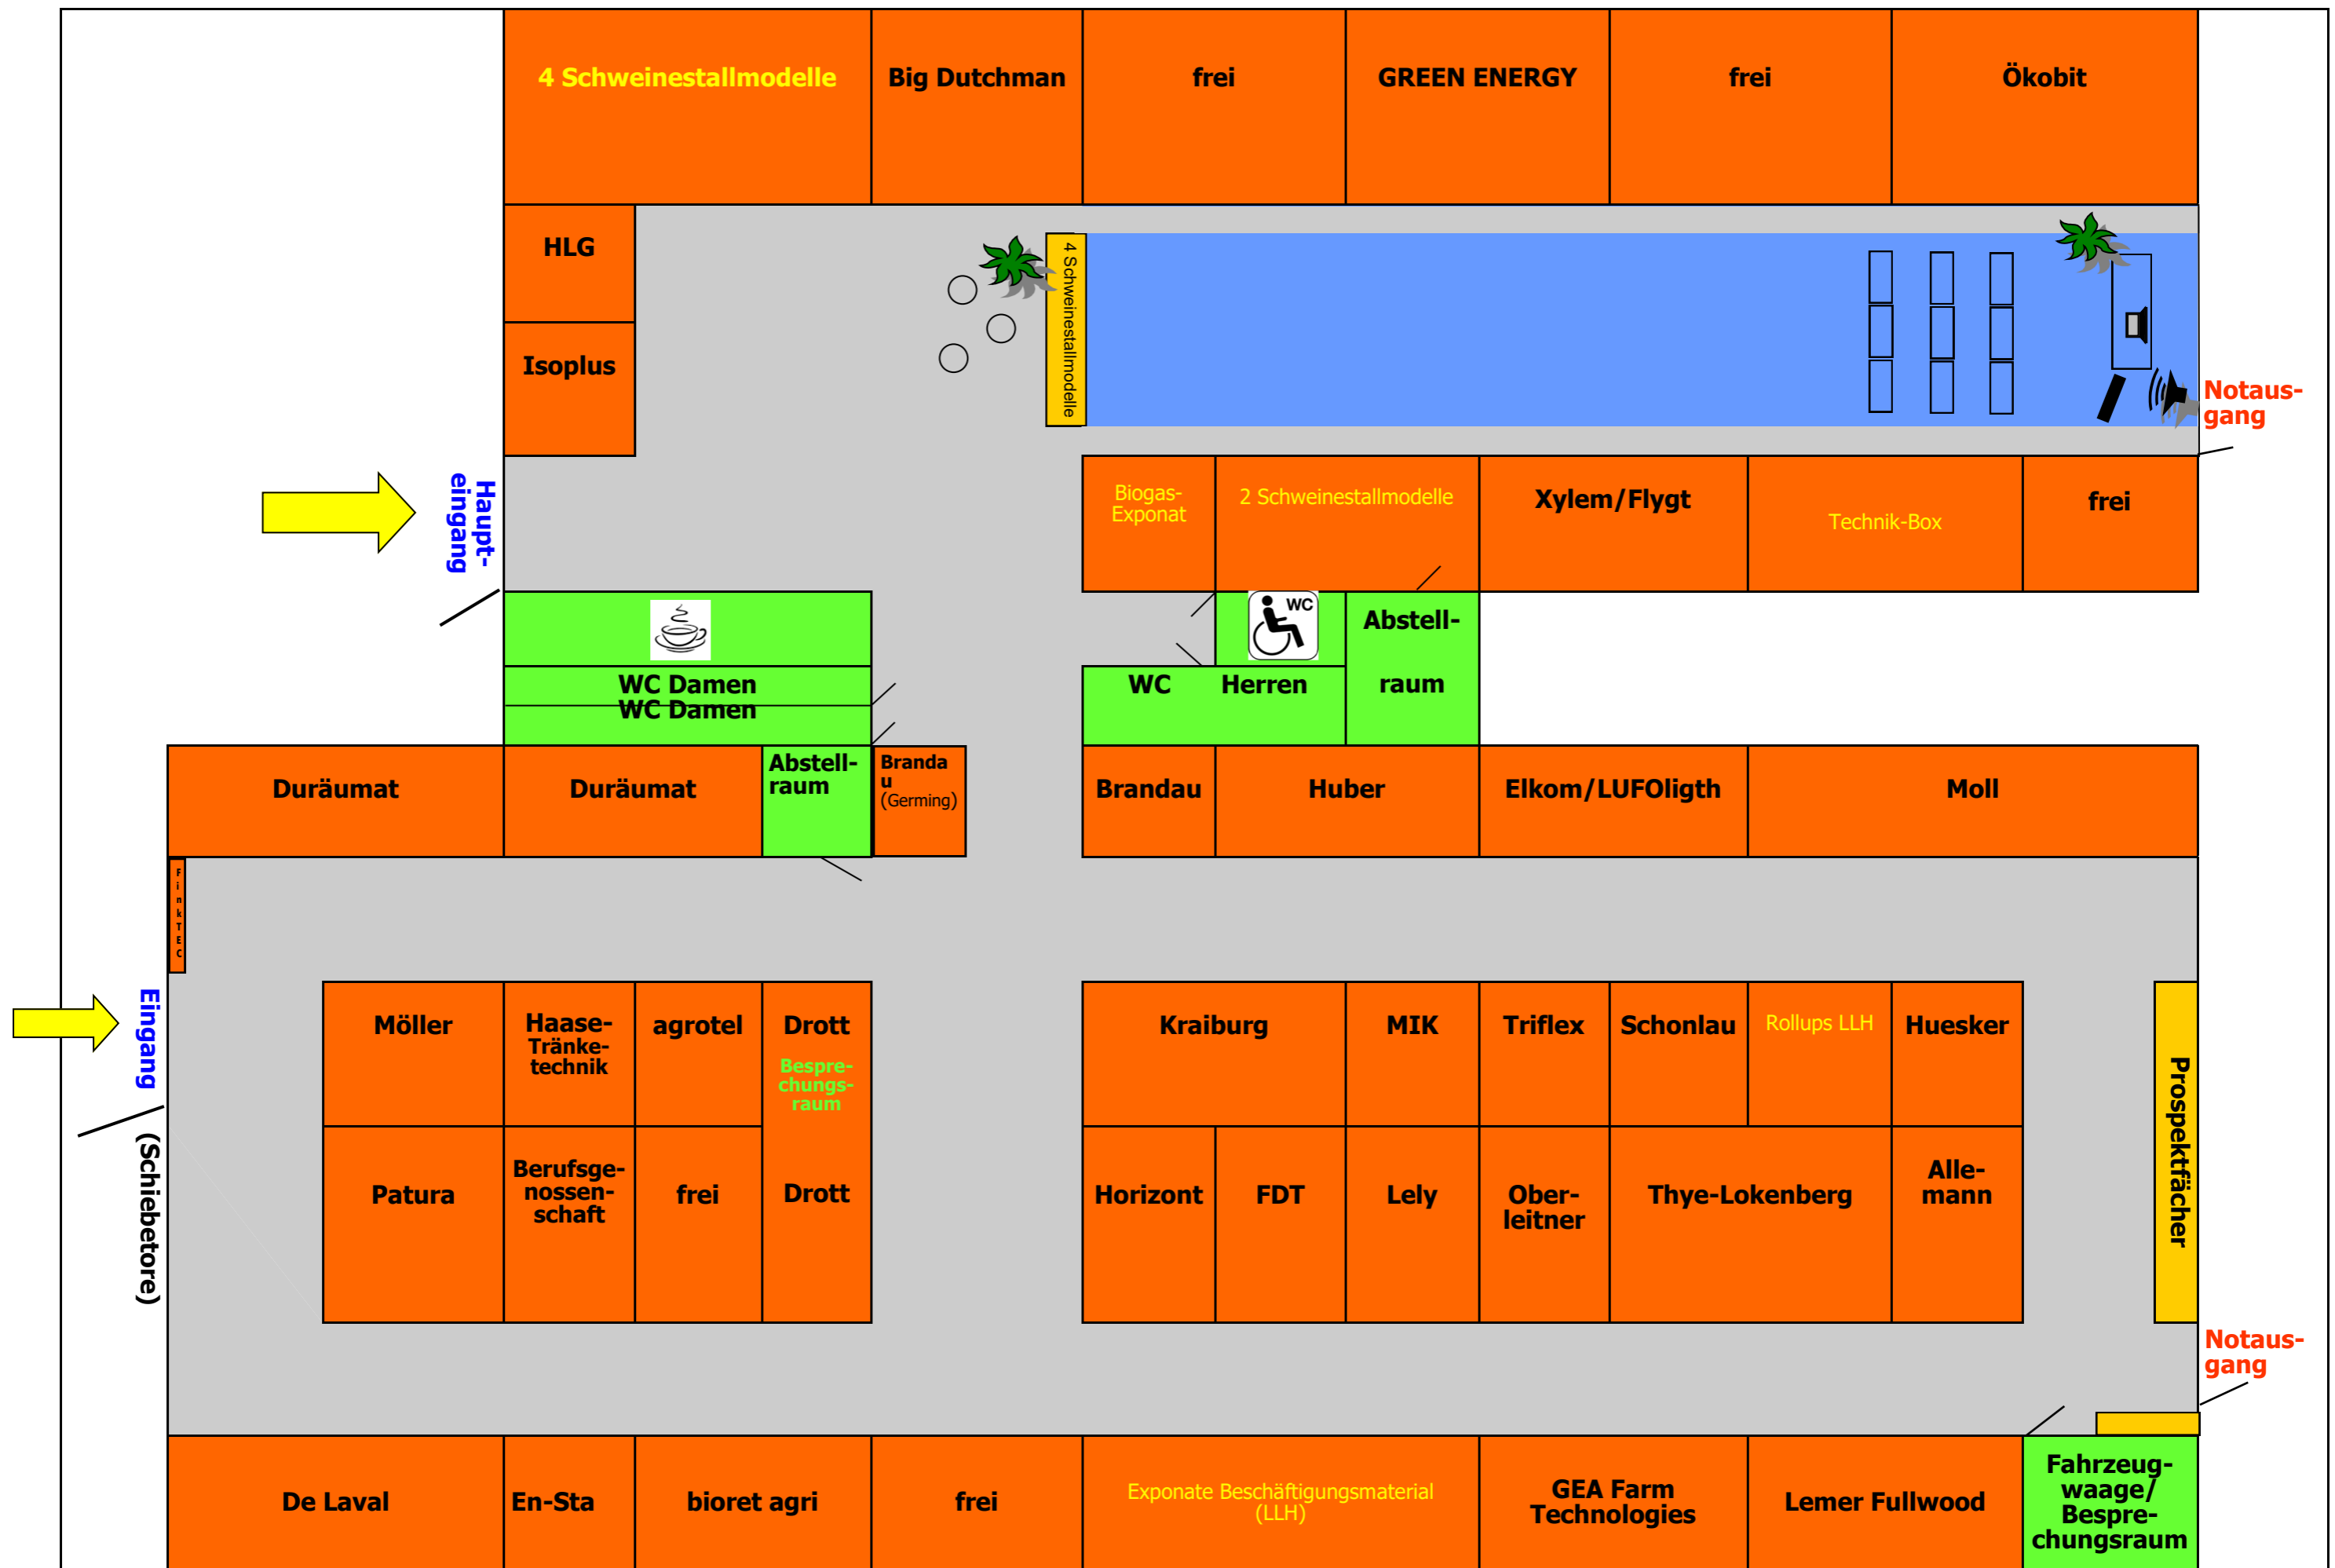 4 Schweinestallmodelle
Big Dutchman
frei
GREEN ENERGY
frei
Ökobit
HLG
Isoplus
4 Schweinestallmodelle
Notaus-
gang
Haupt-
eingang
Biogas-
Exponat
2 Schweinestallmodelle
Xylem/Flygt
Technik-Box
frei
WC
Abstell-
raum
WC Damen
WC Damen
WC Herren
Duräumat
Duräumat
Abstell-
raum
Branda
u
(Germing)
Brandau
Huber
Elkom/LUFOligth
Moll
FinkTEC
Eingang
(Schiebetore)
Möller
Haase-
Tränke-
technik
agrotel
Drott
Bespre-
chungs-
raum
Kraiburg
MIK
Triflex
Schonlau
Rollups LLH
Huesker
Prospektfächer
Patura
Berufsge-
nossen-
schaft
frei
Drott
Horizont
FDT
Lely
Ober-
leitner
Thye-Lokenberg
Alle-
mann
Notaus-
gang
De Laval
En-Sta
bioret agri
frei
Exponate Beschäftigungsmaterial
(LLH)
GEA Farm
Technologies
Lemer Fullwood
Fahrzeug-
waage/
Bespre-
chungsraum